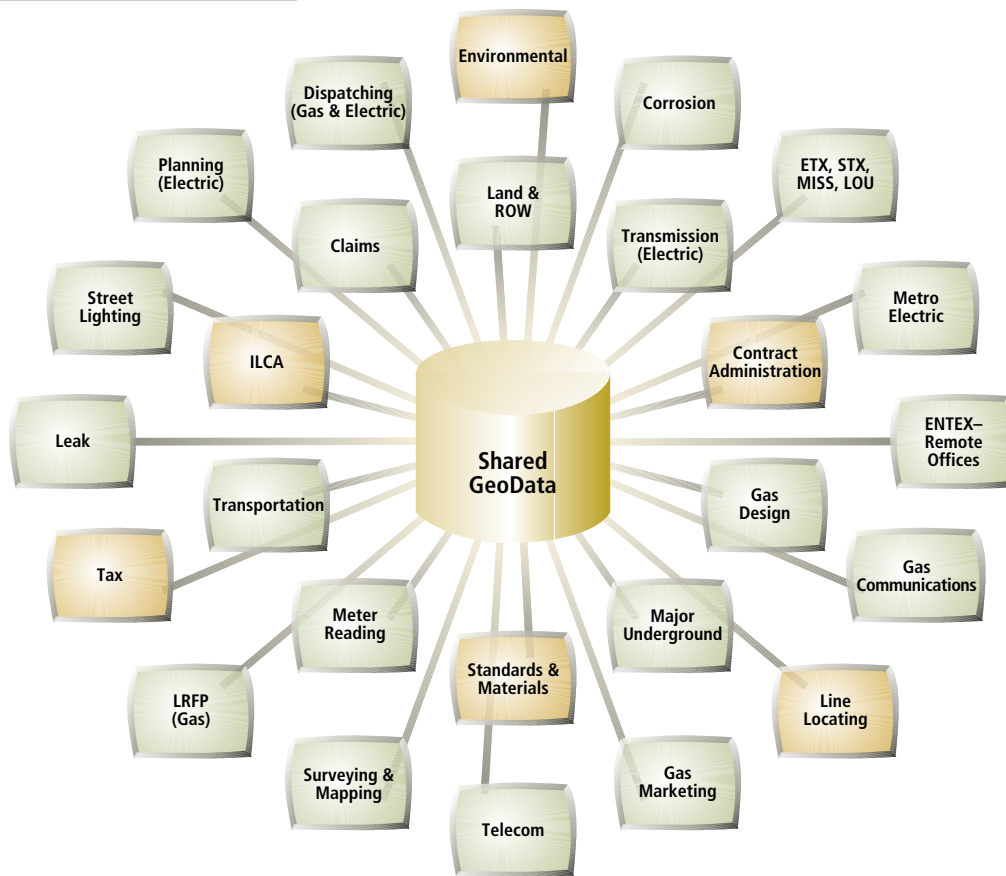 Environmental
Dispatching
(Gas & Electric)
Corrosion
Planning
(Electric)
Land &
ROW
ETX, STX,
MISS, LOU
Claims
Transmission
(Electric)
Street
Lighting
Metro
Electric
ILCA
Contract
Administration
Leak
Shared
GeoData
ENTEX–
Remote
Offices
Transportation
Gas
Design
Tax
Gas
Communications
Meter
Reading
Major
Underground
Standards &
Materials
LRFP
(Gas)
Line
Locating
Surveying &
Mapping
Gas
Marketing
Telecom